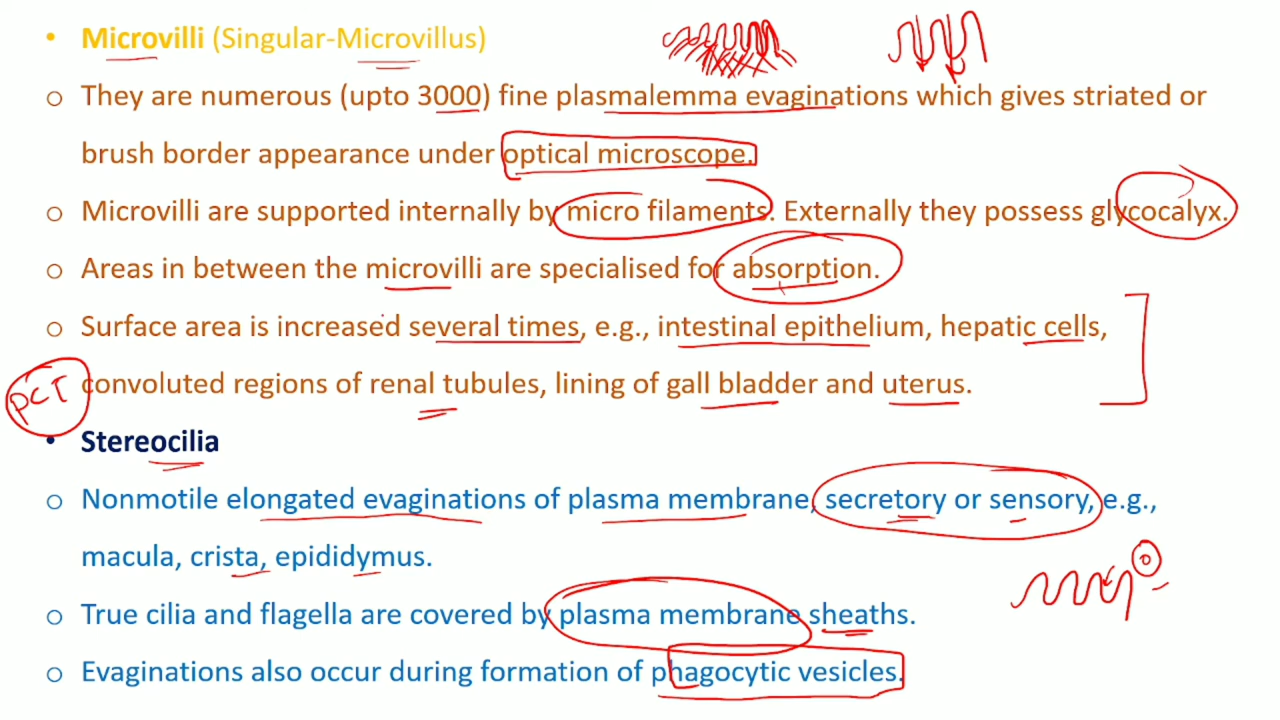 • Microvilli (Singular-Microvillus)
o They are numerous (upto 3000) fine plasmalemma evaginations which gives striated or
brush border appearance under optical microscope.
o Microvilli are supported internally by micro filaments. Externally they possess glycocalyx.
o Areas in between the microvilli are specialised for absorption.
o Surface area is increased several times, e.g., intestinal epithelium, hepatic cells,
PCT convoluted regions of renal tubules, lining of gall bladder and uterus.
• Stereocilia
o Nonmotile elongated evaginations of plasma membrane, secretory or sensory, e.g.,
macula, crista, epididymus.
o True cilia and flagella are covered by plasma membrane sheaths.
o Evaginations also occur during formation of phagocytic vesicles.